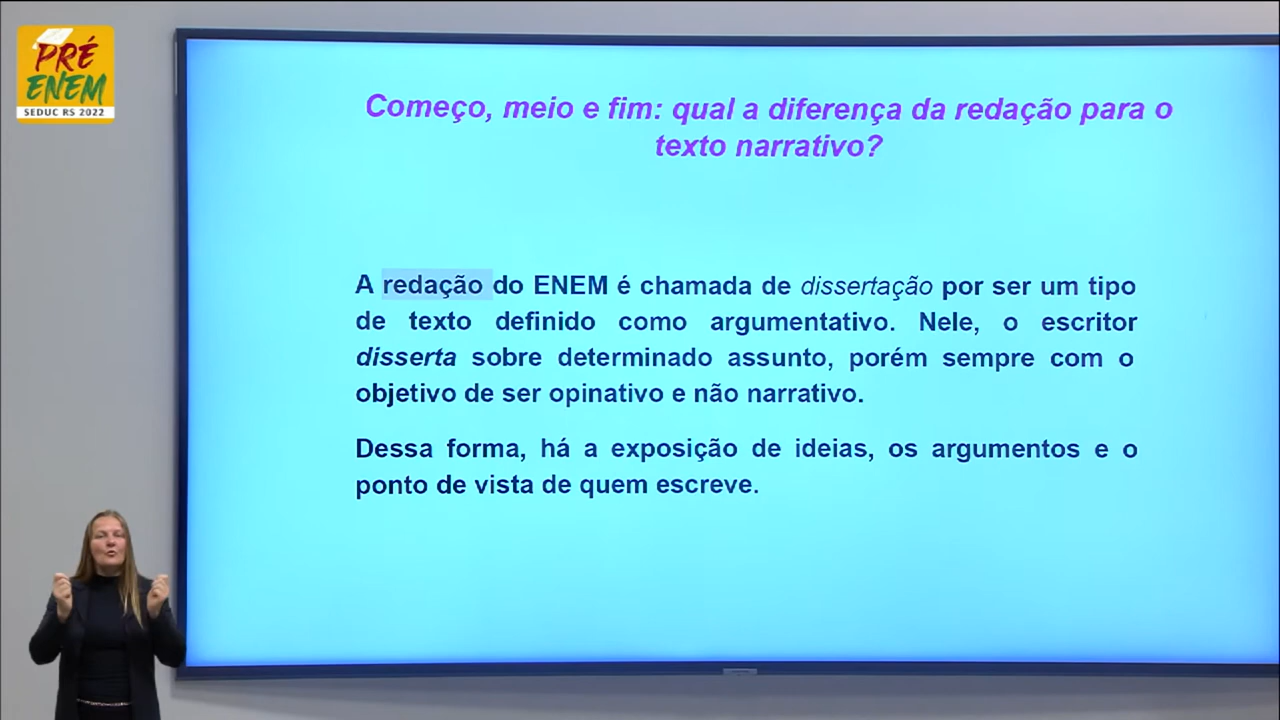 PRÉ
ENEM
SEDUC RS 2022
Começo, meio e fim: qual a diferença da redação para o
texto narrativo?
A redação do ENEM é chamada de dissertação por ser um tipo
de texto definido como argumentativo. Nele, o escritor
disserta sobre determinado assunto, porém sempre com o
objetivo de ser opinativo e não narrativo.
Dessa forma, há a exposição de ideias, os argumentos e o
ponto de vista de quem escreve.